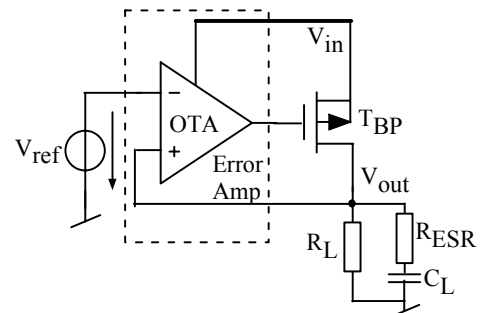 V_in
−
OTA
+
Error
Amp
V_ref
T_BP
V_out
R_L
R_ESR
C_L